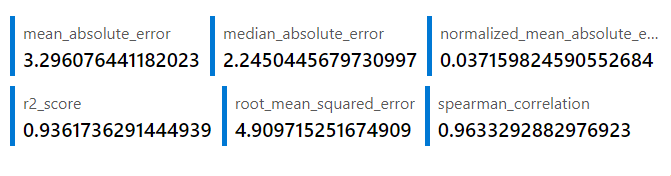 mean_absolute_error
3.296076441182023
median_absolute_error
2.2450445679730997
normalized_mean_absolute_e...
0.037159824590552684
r2_score
0.9361736291444939
root_mean_squared_error
4.909715251674909
spearman_correlation
0.9633292882976923